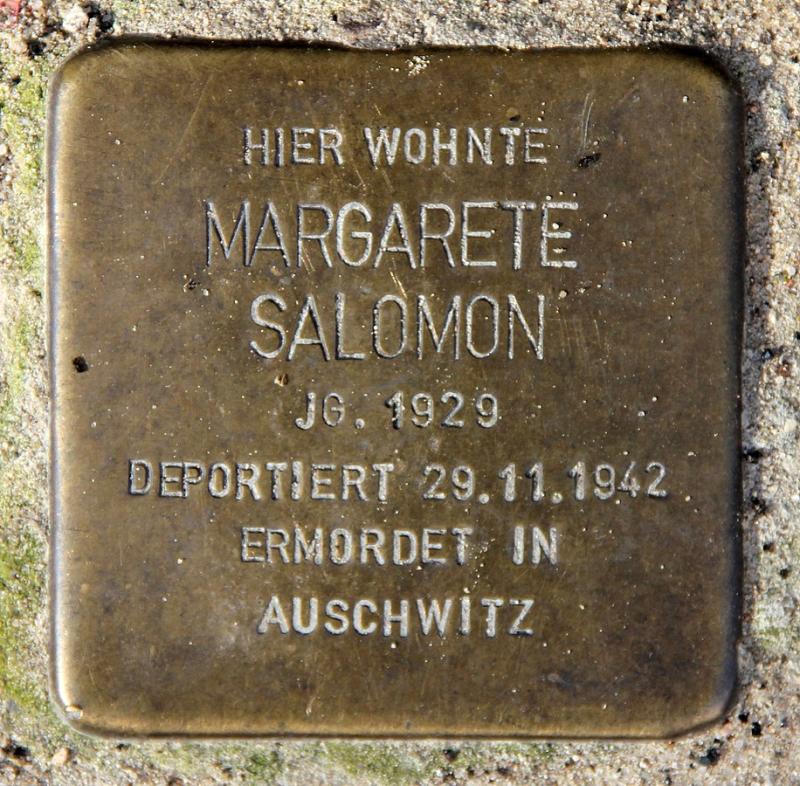 HIER WOHNTE
MARGARETE
SALOMON
JG. 1929
DEPORTIERT 29.11.1942
ERMORDET IN
AUSCHWITZ